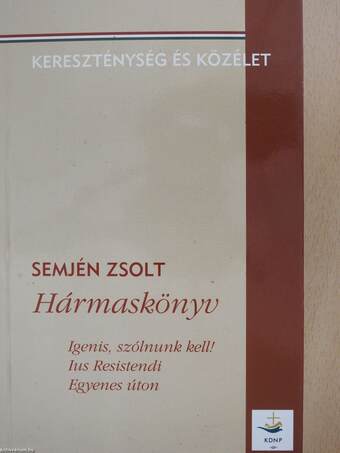 KERESZTÉNYSÉG ÉS KÖZÉLET
SEMJÉN ZSOLT
Hármaskönyv
Igenis, szólnunk kell!
Ius Resistendi
Egyenes úton
KDNP